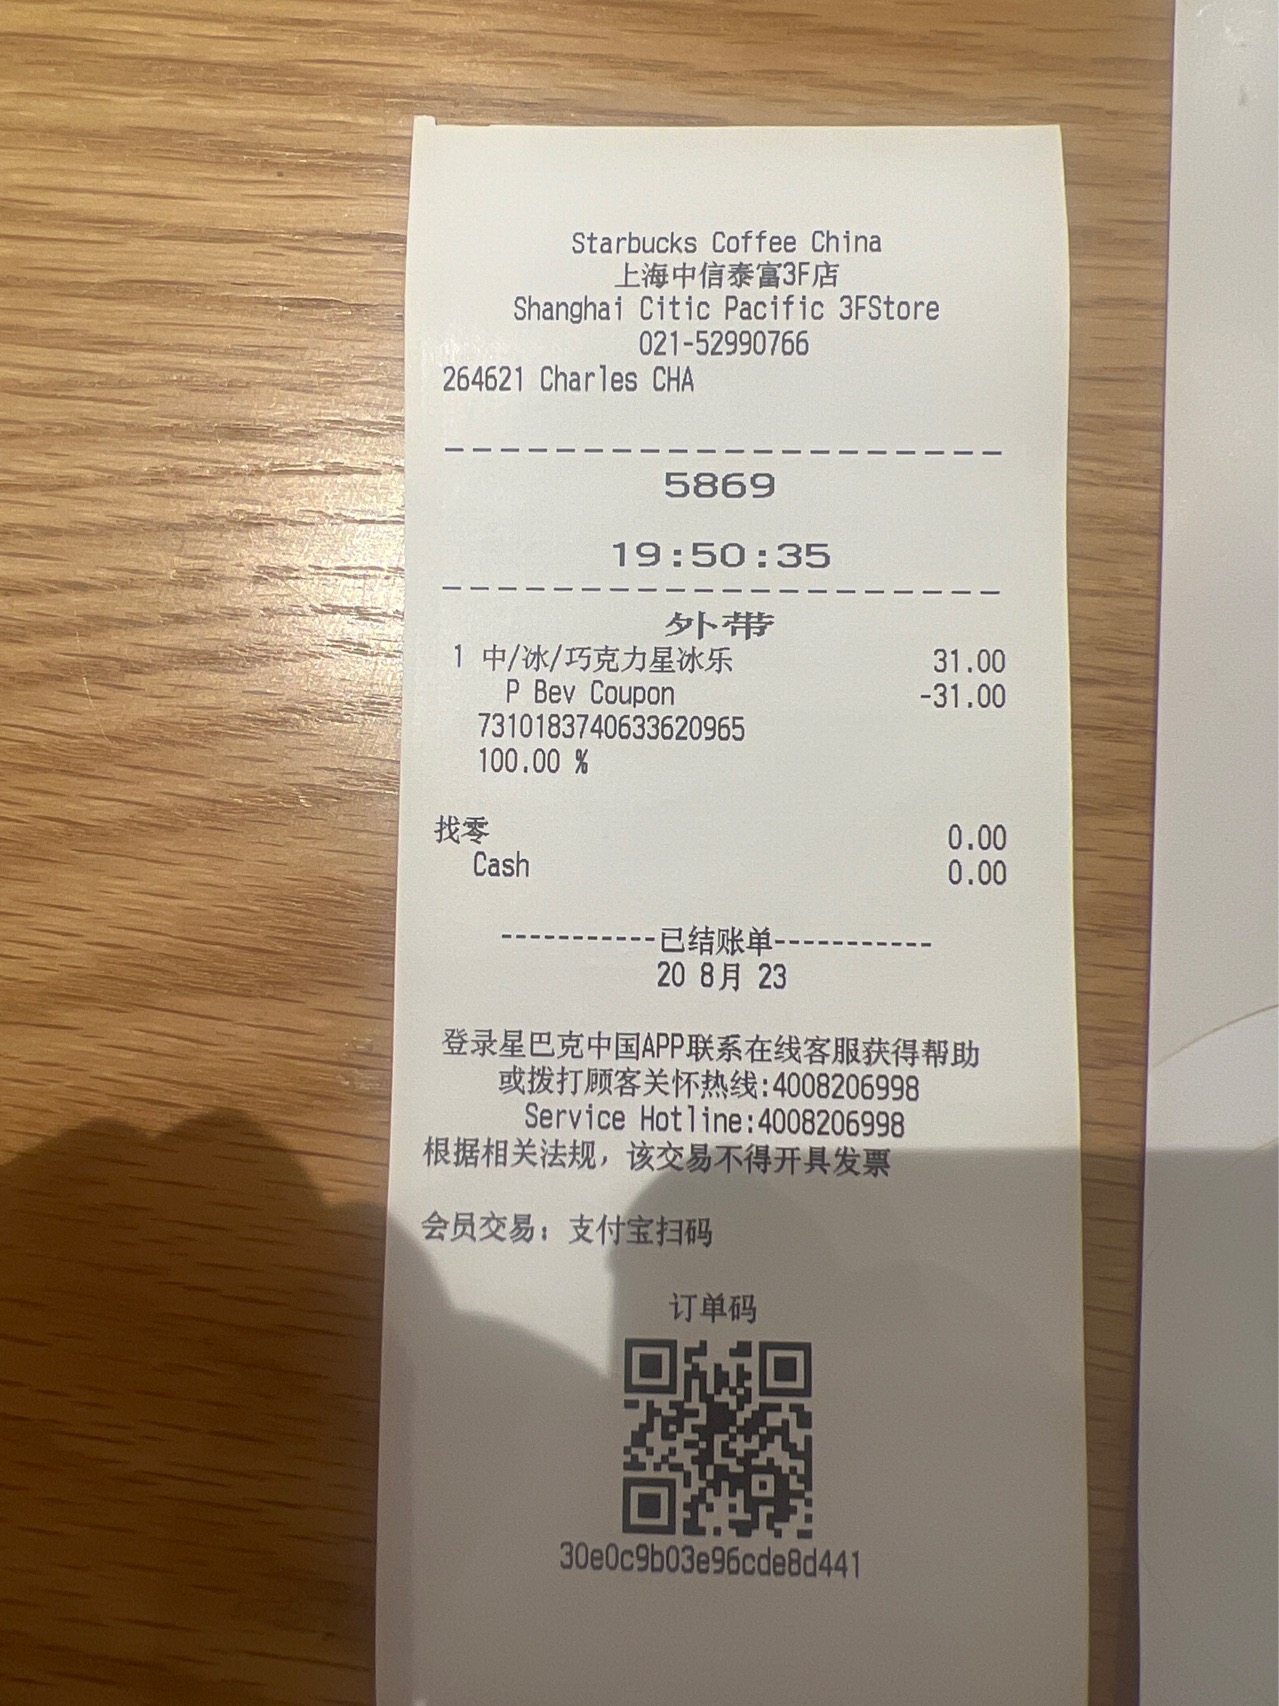 Starbucks Coffee China
上海中信泰富3F店
Shanghai Citic Pacific 3FStore
021-52990766
264621 Charles CHA
5869
19:50:35
外带
1 中/冰/巧克力星冰乐 31.00
P Bev Coupon -31.00
7310183740633620965
100.00 %
找零 0.00
Cash 0.00
-----------已结账单-----------
20 8月 23
登录星巴克中国APP联系在线客服获得帮助
或拨打顾客关怀热线:4008206998
Service Hotline:4008206998
根据相关法规，该交易不得开具发票
会员交易：支付宝扫码
订单码
30e0c9b03e96cde8d441